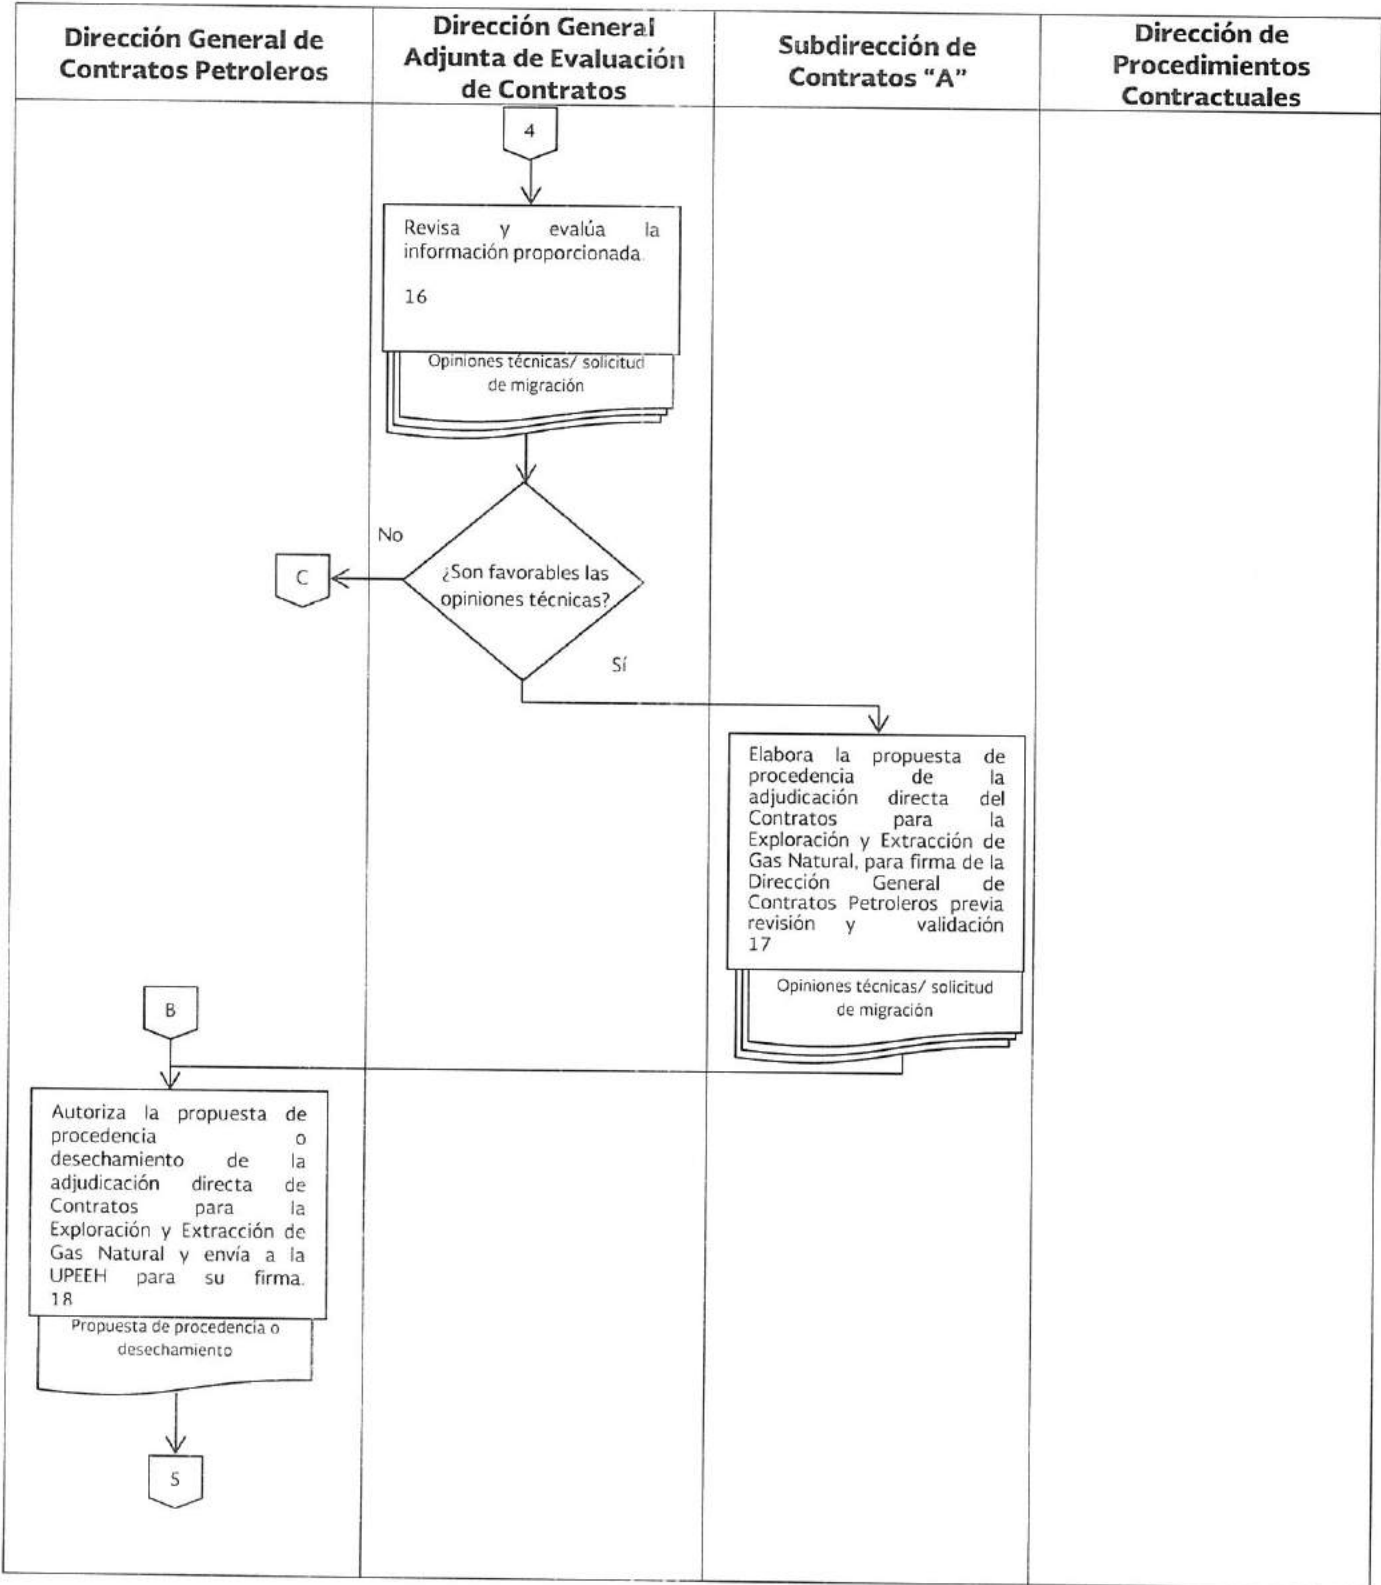 Dirección General de
Contratos Petroleros
Dirección General
Adjunta de Evaluación
de Contratos
Subdirección de
Contratos “A”
Dirección de
Procedimientos
Contractuales
4
Revisa y evalúa la
información proporcionada.
16
Opiniones técnicas/ solicitud
de migración
No
C
¿Son favorables las
opiniones técnicas?
Sí
Elabora la propuesta de
procedencia de la
adjudicación directa del
Contratos para la
Exploración y Extracción de
Gas Natural, para firma de la
Dirección General de
Contratos Petroleros previa
revisión y validación
17
Opiniones técnicas/ solicitud
de migración
B
Autoriza la propuesta de
procedencia o
desechamiento de la
adjudicación directa de
Contratos para la
Exploración y Extracción de
Gas Natural y envía a la
UPEEH para su firma.
18
Propuesta de procedencia o
desechamiento
5